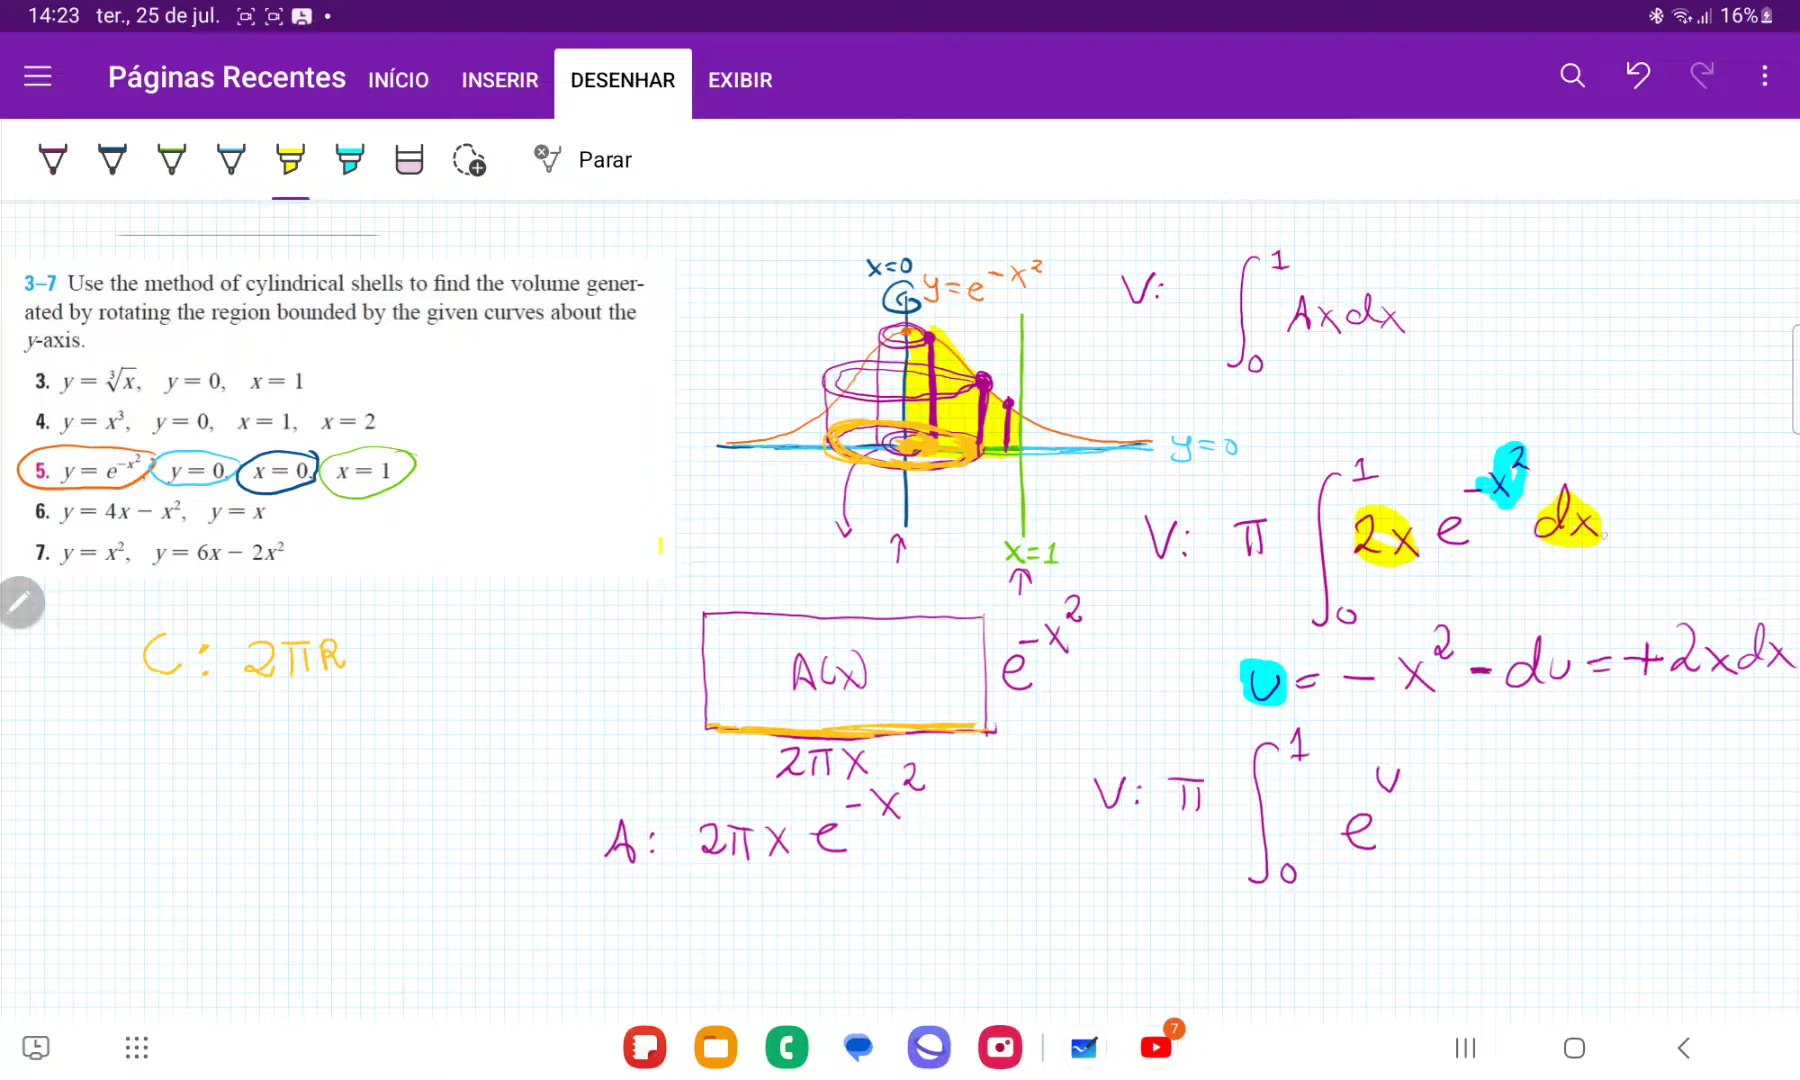 14:23 ter., 25 de jul. • 16%
Páginas Recentes INÍCIO INSERIR DESENHAR EXIBIR
Parar
3–7 Use the method of cylindrical shells to find the volume gener-
ated by rotating the region bounded by the given curves about the
y-axis.
3. y = ∛x, y = 0, x = 1
4. y = x³, y = 0, x = 1, x = 2
5. y = e^{-x²}, y = 0, x = 0, x = 1
6. y = 4x − x², y = x
7. y = x², y = 6x − 2x²
C: 2πR
x=0
y=e^{-x²}
y=0
x=1
A(x) e^{-x²}
2πx
A: 2πx e^{-x²}
V: ∫₀¹ Ax dx
V: π ∫₀¹ 2x e^{-x²} dx
u = -x² -du = +2xdx
V: π ∫₀¹ e^u
7